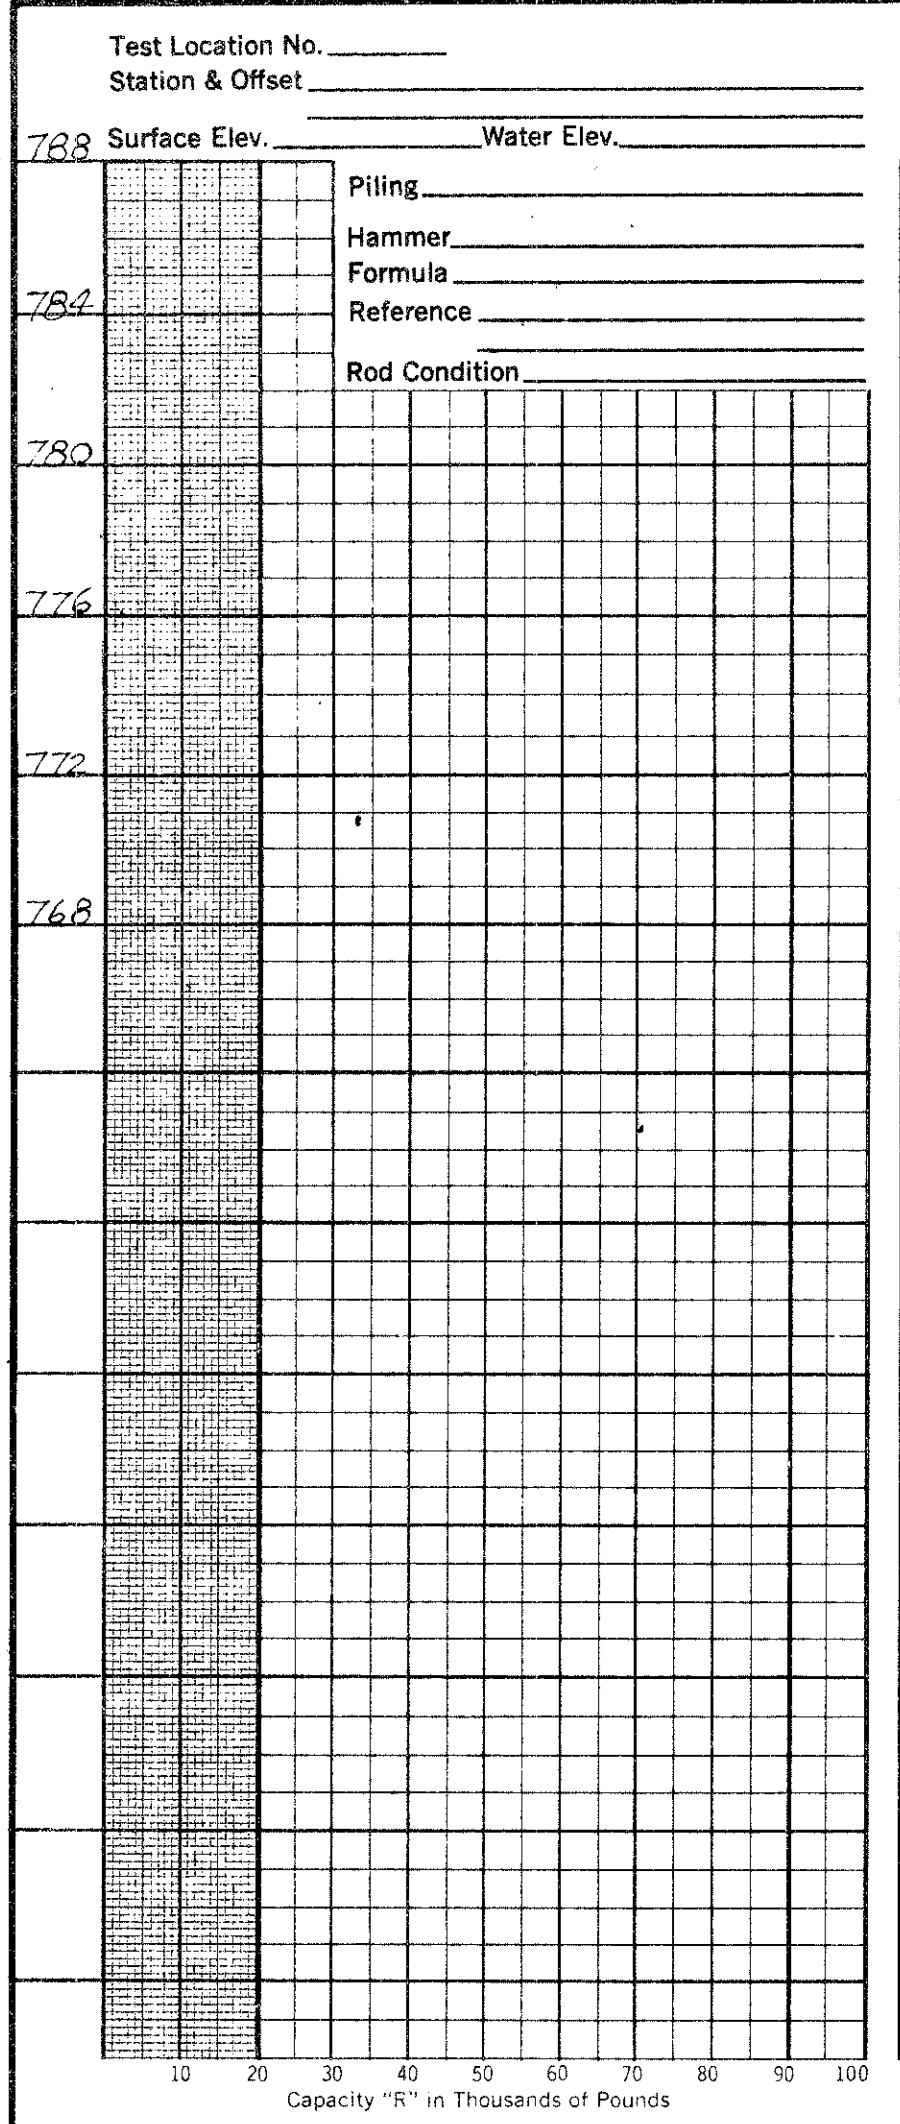 Test Location No.
Station & Offset
788 Surface Elev. Water Elev.
Piling
Hammer
Formula
784
Reference
Rod Condition
780
776
772
768
10 20 30 40 50 60 70 80 90 100
Capacity "R" in Thousands of Pounds